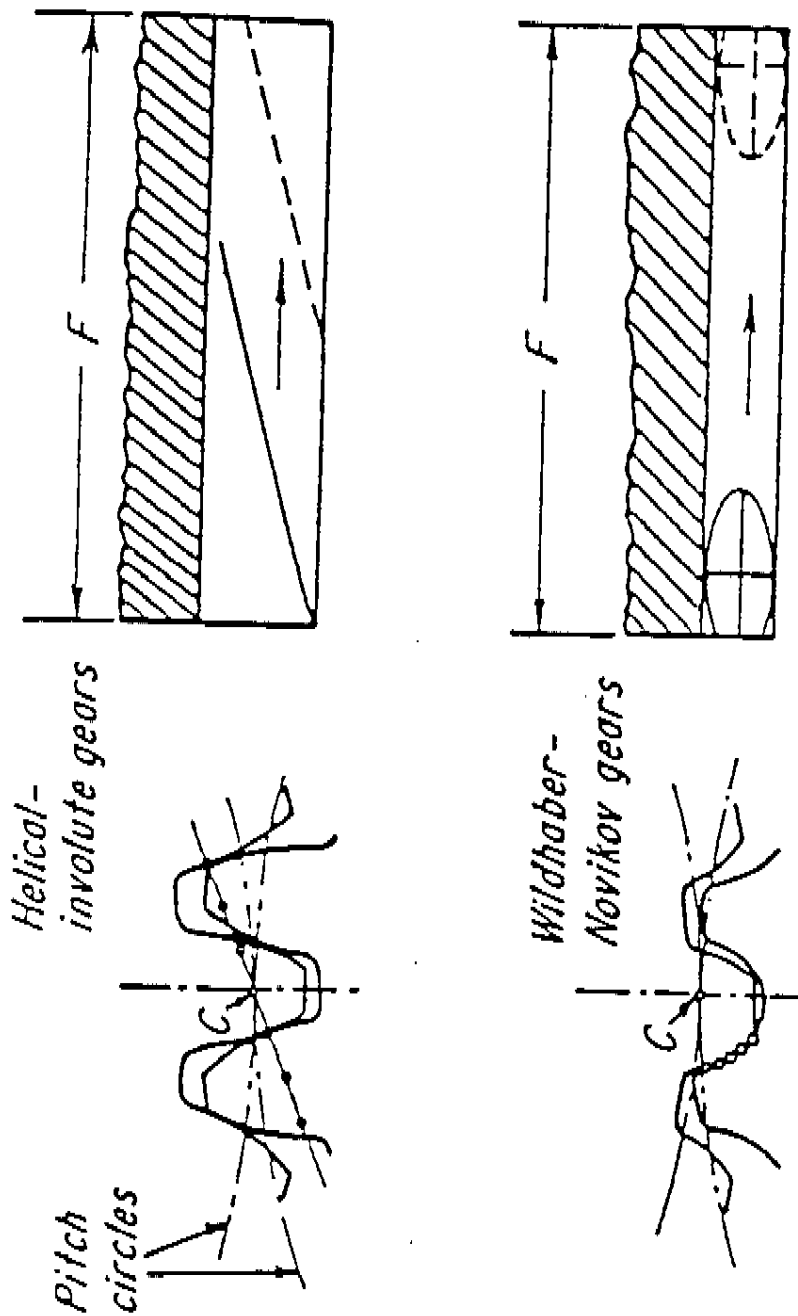 Helical-
involute gears
Pitch
circles
C
F
Wildhaber-
Novikov gears
C
F